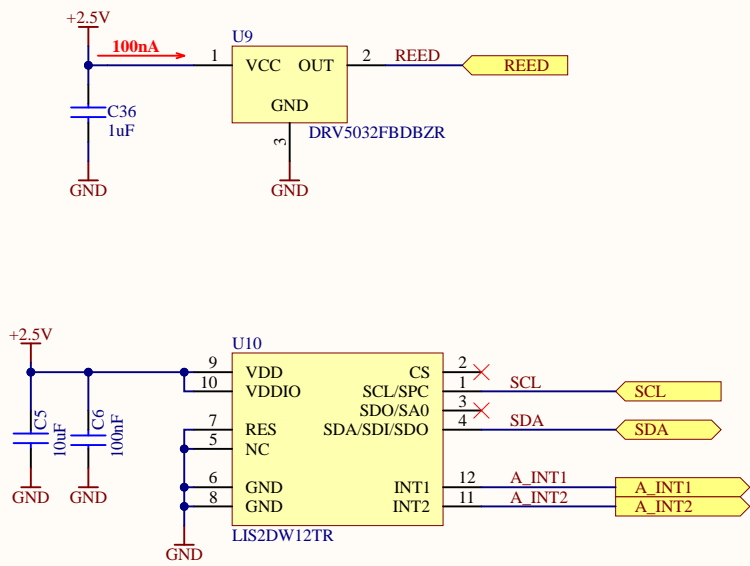 +2.5V
100nA
U9
1
VCC
OUT
2
REED
REED
GND
C36
1uF
3
DRV5032FBDBZR
GND
GND
+2.5V
U10
9
VDD
CS
2
10
VDDIO
SCL/SPC
1
SCL
SCL
SDO/SA0
3
7
RES
SDA/SDI/SDO
4
SDA
SDA
5
NC
C5
10uF
C6
100nF
6
GND
INT1
12
A_INT1
A_INT1
8
GND
INT2
11
A_INT2
A_INT2
GND
GND
LIS2DW12TR
GND